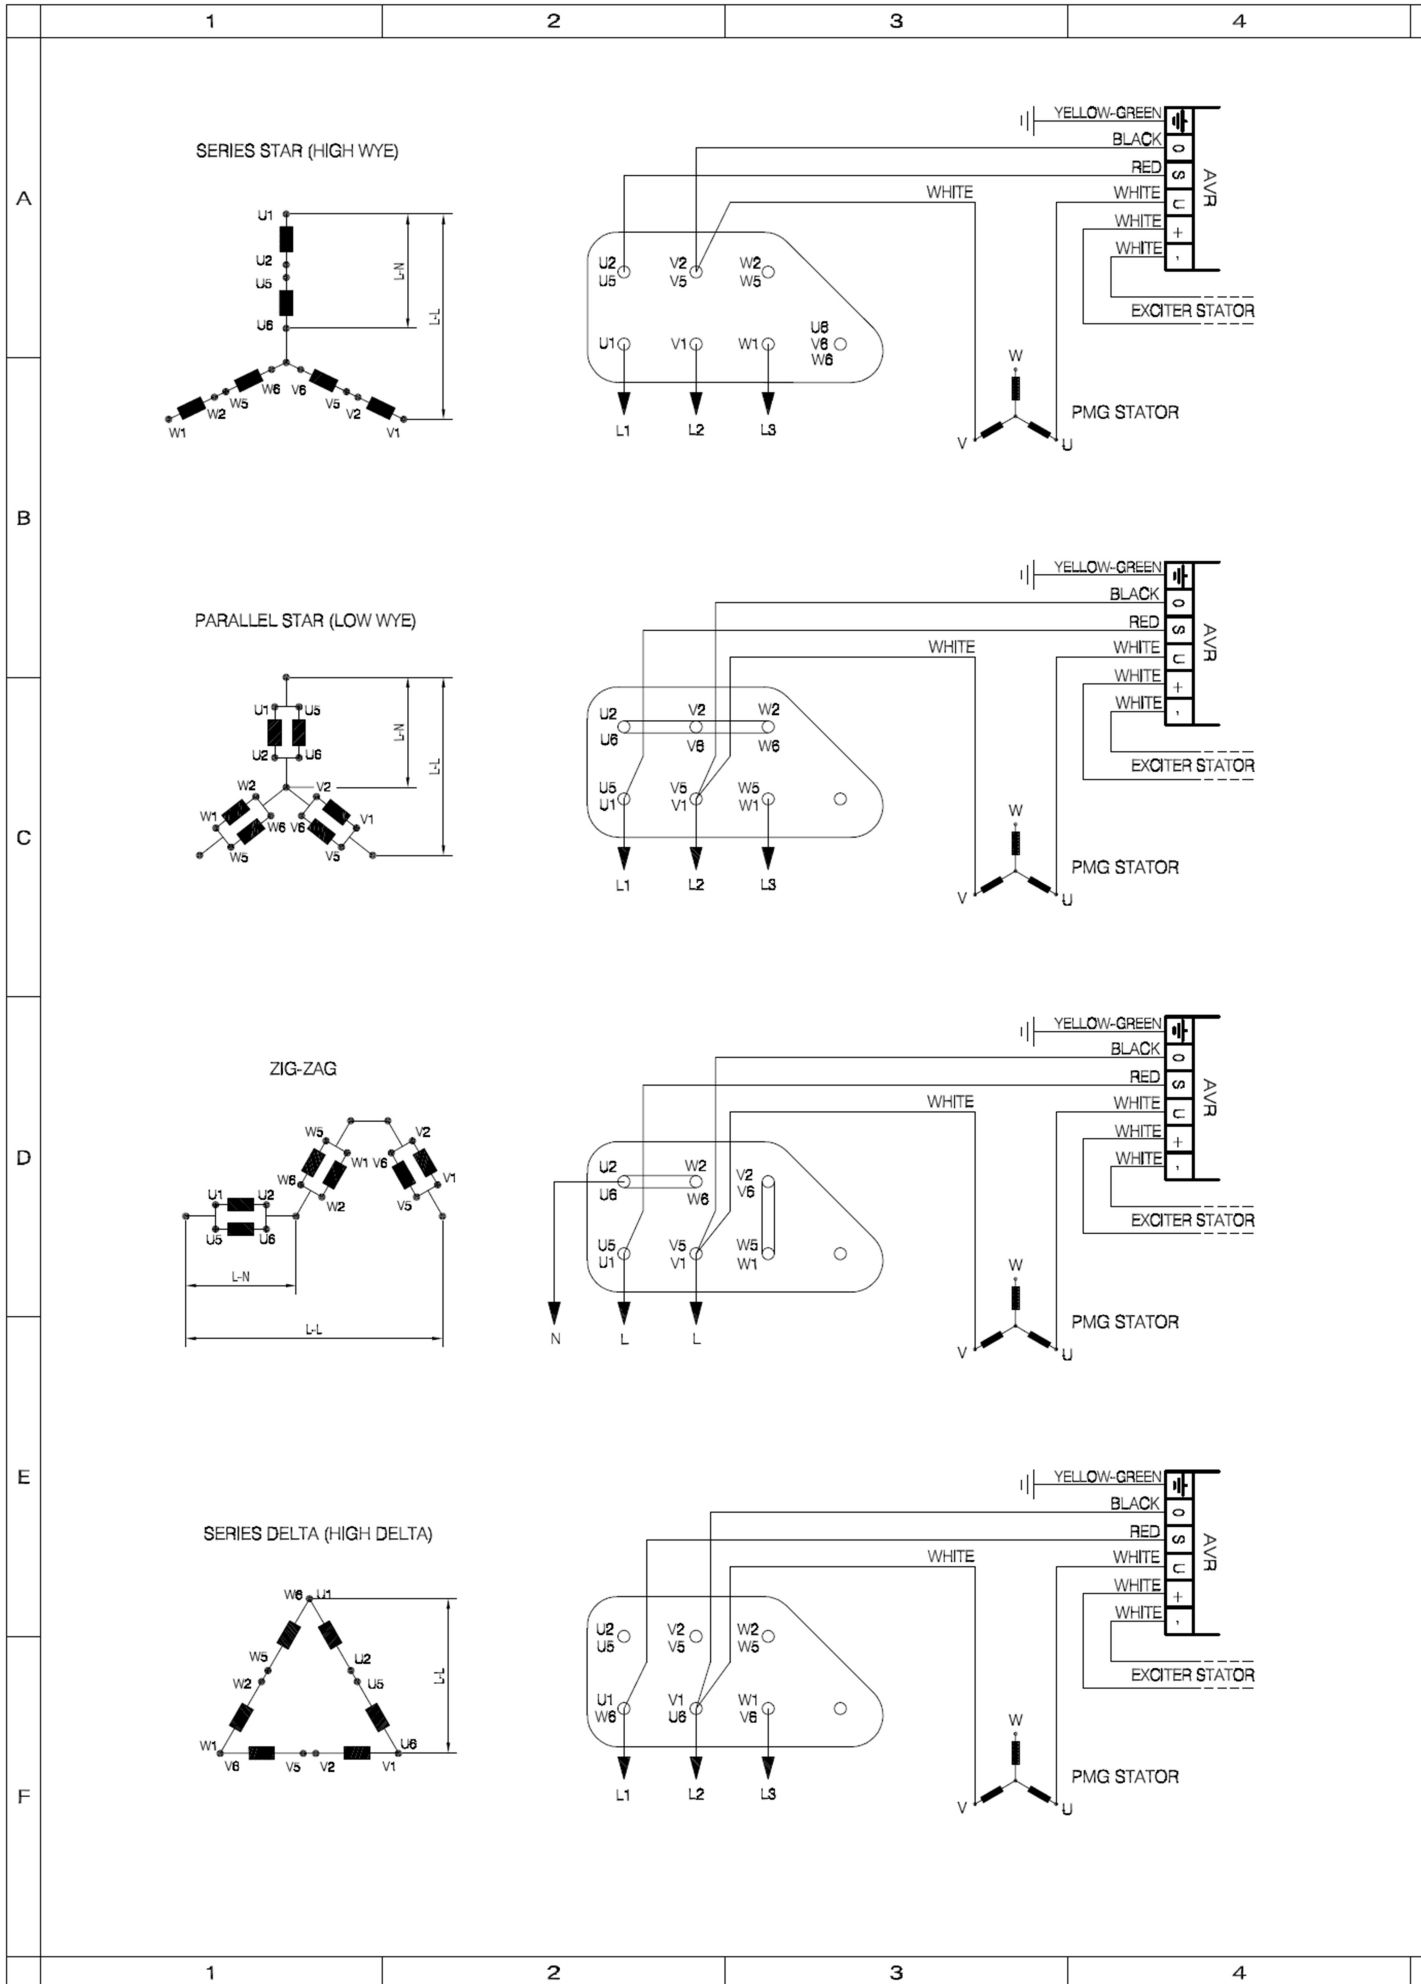 1 2 3 4
A
B
C
D
E
F
SERIES STAR (HIGH WYE)
U1
U2
U5
U6
L-N
L-L
W6 V6
W5 V5
W2 V2
W1 V1
YELLOW-GREEN
BLACK O
RED S
WHITE WHITE U
WHITE +
WHITE -
AVR
EXCITER STATOR
U2 V2 W2
U5 V5 W5
U6
U1 V1 W1 V6
W6
L1 L2 L3
W
PMG STATOR
V U
PARALLEL STAR (LOW WYE)
U1 U5
U2 U6
L-N
L-L
W2 V2
W1 W6 V6 V1
W5 V5
YELLOW-GREEN
BLACK O
RED S
WHITE WHITE U
WHITE +
WHITE -
AVR
EXCITER STATOR
U2 V2 W2
U6 V6 W6
U5 V5 W5
U1 V1 W1
L1 L2 L3
W
PMG STATOR
V U
ZIG-ZAG
W5 V2
W1 V6
W6 V1
U1 U2 W2 V5
U5 U6
L-N
L-L
YELLOW-GREEN
BLACK O
RED S
WHITE WHITE U
WHITE +
WHITE -
AVR
EXCITER STATOR
U2 W2 V2
U6 W6 V6
U5 V5 W5
U1 V1 W1
N L L
W
PMG STATOR
V U
SERIES DELTA (HIGH DELTA)
W6 U1
W5 U2
W2 U5
L-L
W1 U6
V6 V5 V2 V1
YELLOW-GREEN
BLACK O
RED S
WHITE WHITE U
WHITE +
WHITE -
AVR
EXCITER STATOR
U2 V2 W2
U5 V5 W5
U1 V1 W1
W6 U6 V6
L1 L2 L3
W
PMG STATOR
V U
1 2 3 4